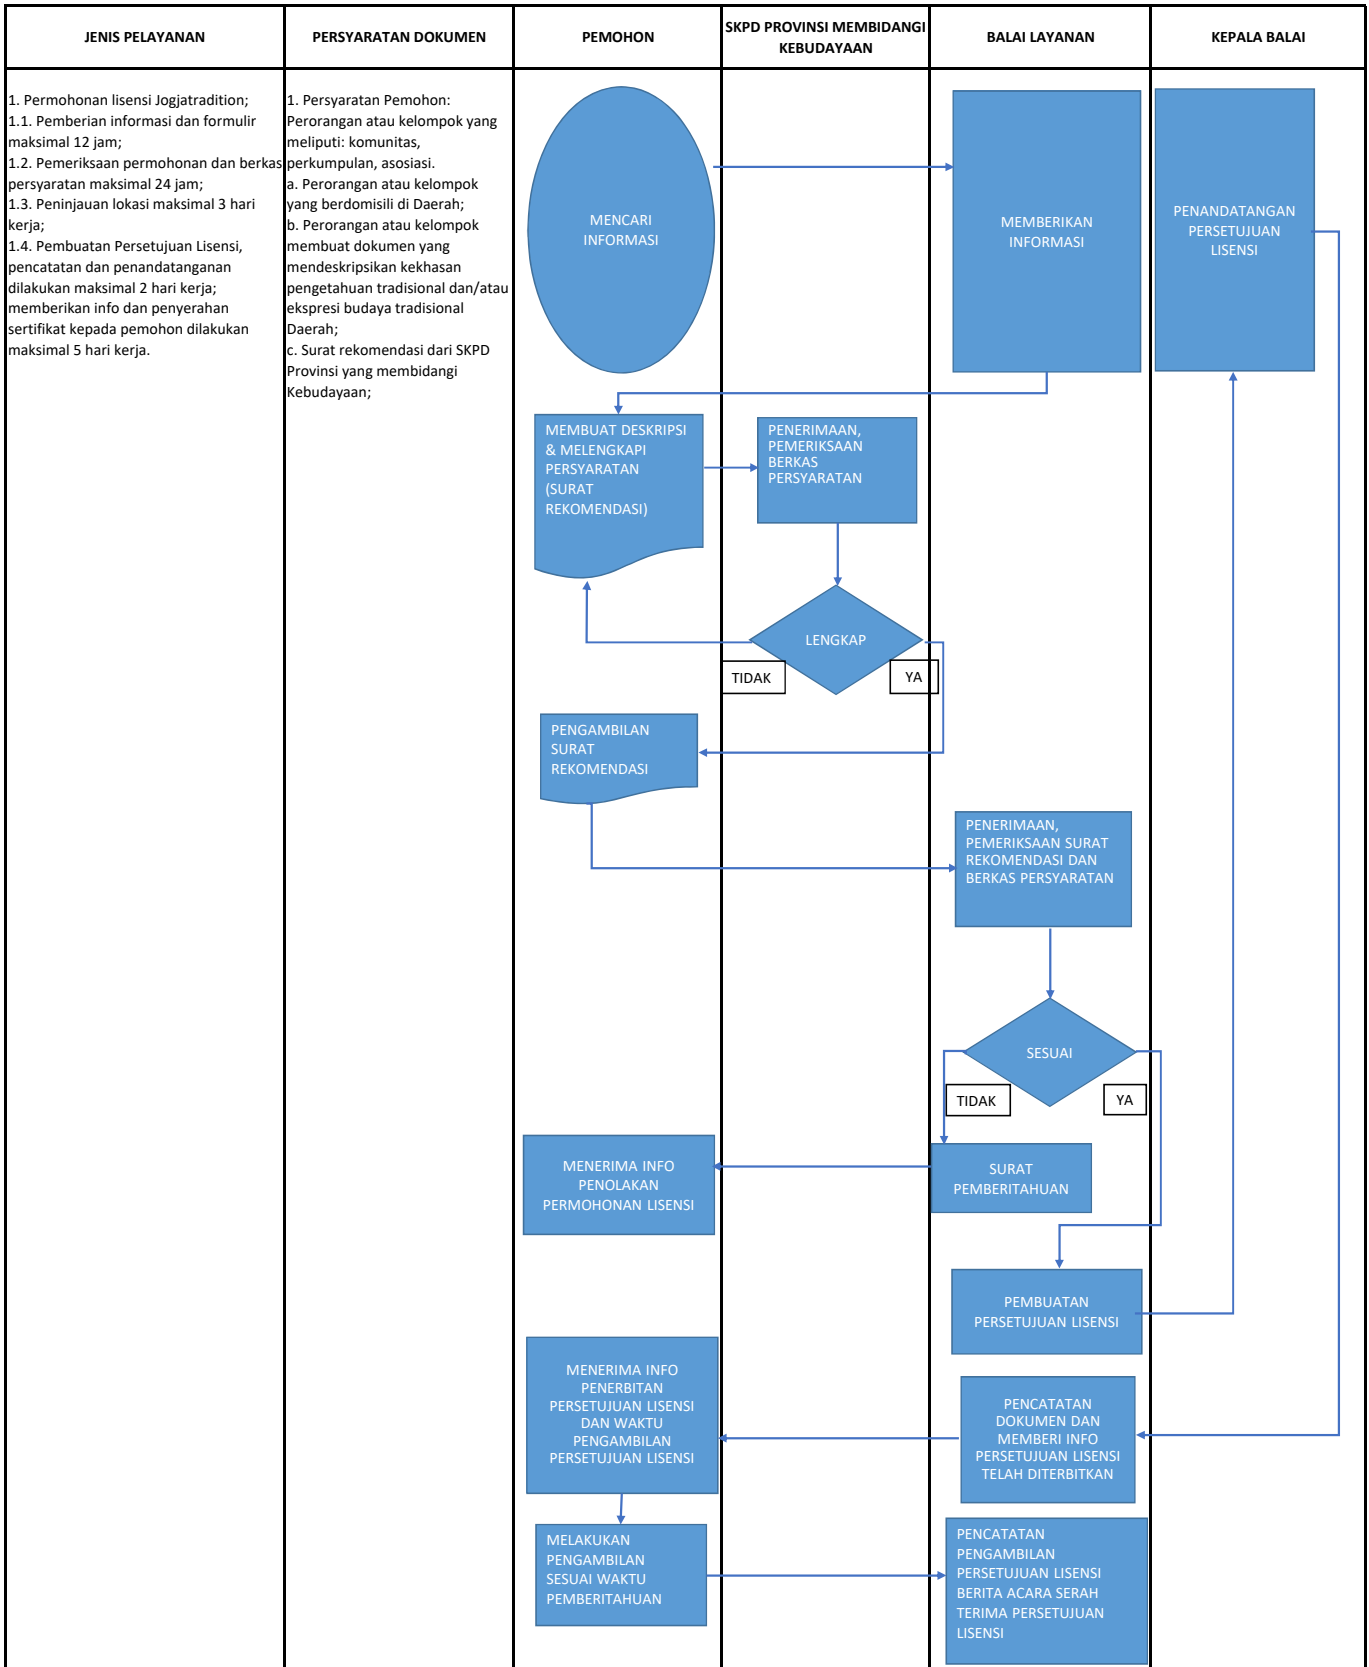 JENIS PELAYANAN
PERSYARATAN DOKUMEN
PEMOHON
SKPD PROVINSI MEMBIDANGI
KEBUDAYAAN
BALAI LAYANAN
KEPALA BALAI
1. Permohonan lisensi Jogjatradition;
1.1. Pemberian informasi dan formulir
maksimal 12 jam;
1.2. Pemeriksaan permohonan dan berkas
persyaratan maksimal 24 jam;
1.3. Peninjauan lokasi maksimal 3 hari
kerja;
1.4. Pembuatan Persetujuan Lisensi,
pencatatan dan penandatanganan
dilakukan maksimal 2 hari kerja;
memberikan info dan penyerahan
sertifikat kepada pemohon dilakukan
maksimal 5 hari kerja.
1. Persyaratan Pemohon:
Perorangan atau kelompok yang
meliputi: komunitas,
perkumpulan, asosiasi.
a. Perorangan atau kelompok
yang berdomisili di Daerah;
b. Perorangan atau kelompok
membuat dokumen yang
mendeskripsikan kekhasan
pengetahuan tradisional dan/atau
ekspresi budaya tradisional
Daerah;
c. Surat rekomendasi dari SKPD
Provinsi yang membidangi
Kebudayaan;
MENCARI
INFORMASI
MEMBERIKAN
INFORMASI
PENANDATANGAN
PERSETUJUAN
LISENSI
MEMBUAT DESKRIPSI
& MELENGKAPI
PERSYARATAN
(SURAT
REKOMENDASI)
PENERIMAAN,
PEMERIKSAAN
BERKAS
PERSYARATAN
LENGKAP
TIDAK
YA
PENGAMBILAN
SURAT
REKOMENDASI
PENERIMAAN,
PEMERIKSAAN SURAT
REKOMENDASI DAN
BERKAS PERSYARATAN
SESUAI
TIDAK
YA
MENERIMA INFO
PENOLAKAN
PERMOHONAN LISENSI
SURAT
PEMBERITAHUAN
PEMBUATAN
PERSETUJUAN LISENSI
MENERIMA INFO
PENERBITAN
PERSETUJUAN LISENSI
DAN WAKTU
PENGAMBILAN
PERSETUJUAN LISENSI
PENCATATAN
DOKUMEN DAN
MEMBERI INFO
PERSETUJUAN LISENSI
TELAH DITERBITKAN
MELAKUKAN
PENGAMBILAN
SESUAI WAKTU
PEMBERITAHUAN
PENCATATAN
PENGAMBILAN
PERSETUJUAN LISENSI
BERITA ACARA SERAH
TERIMA PERSETUJUAN
LISENSI